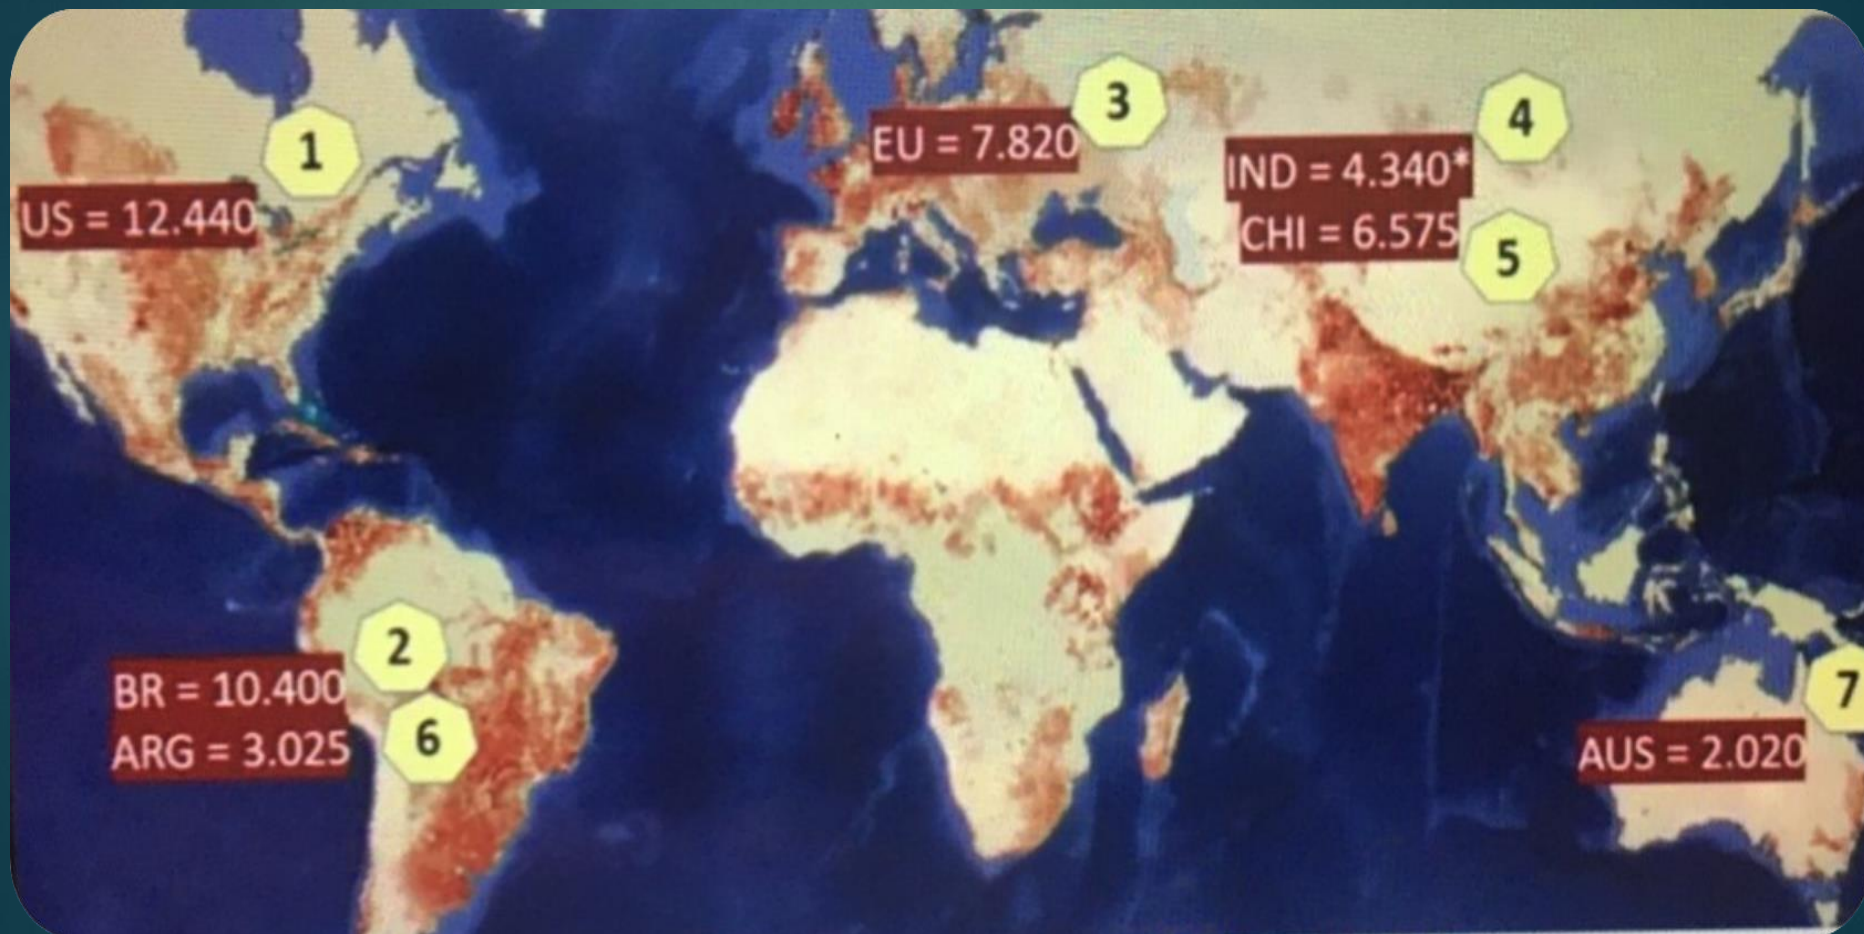 1
US = 12.440
3
EU = 7.820
4
IND = 4.340*
CHI = 6.575
5
2
BR = 10.400
ARG = 3.025
6
7
AUS = 2.020